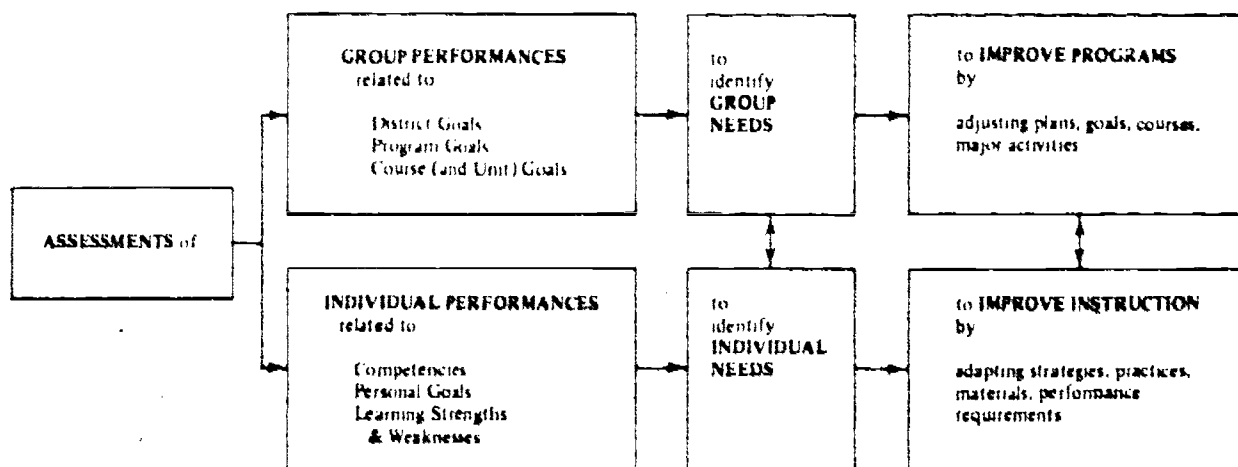 ASSESSMENTS of
GROUP PERFORMANCES
related to
District Goals
Program Goals
Course (and Unit) Goals
to
identify
GROUP
NEEDS
to IMPROVE PROGRAMS
by
adjusting plans, goals, courses,
major activities
INDIVIDUAL PERFORMANCES
related to
Competencies
Personal Goals
Learning Strengths
& Weaknesses
to
identify
INDIVIDUAL
NEEDS
to IMPROVE INSTRUCTION
by
adapting strategies, practices,
materials, performance
requirements